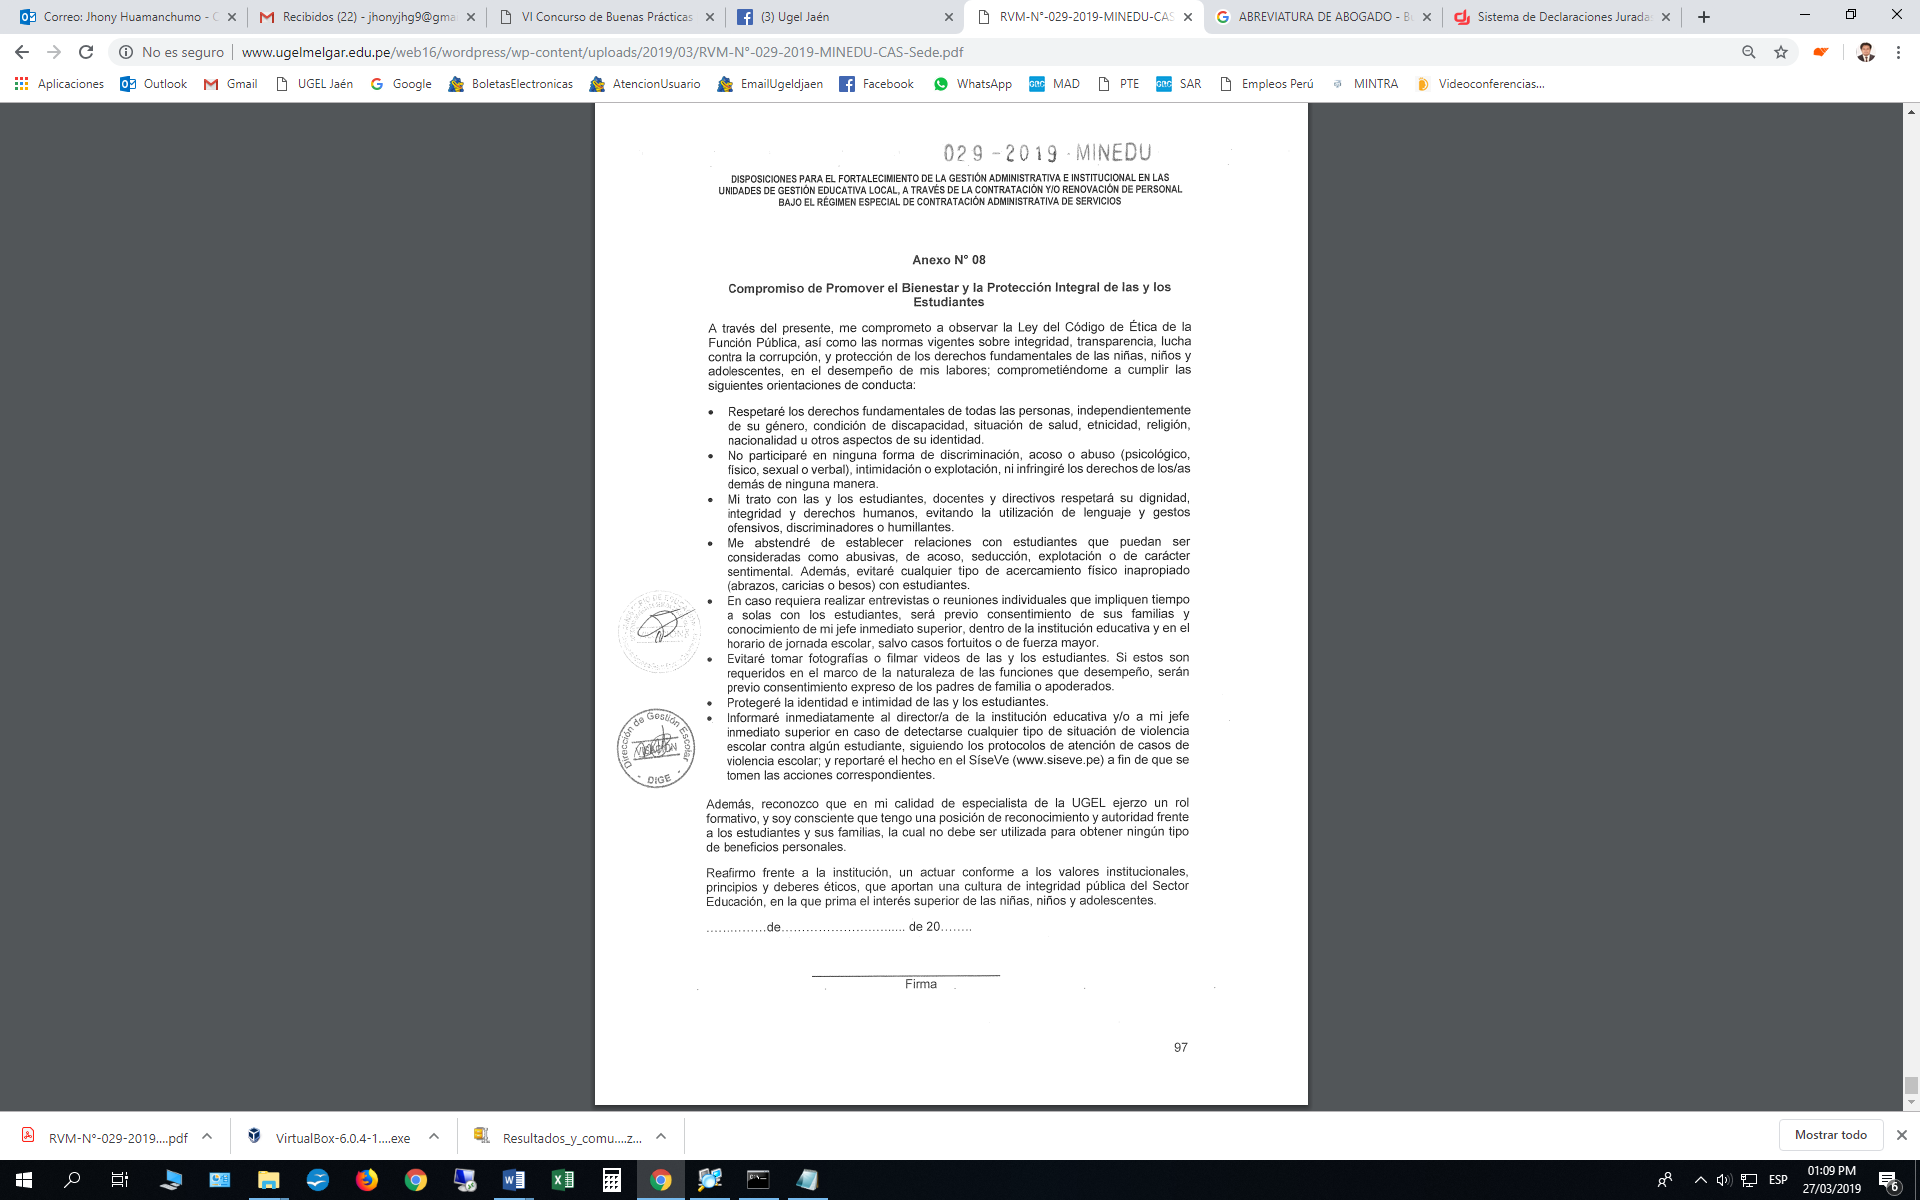 Correo: Jhony Huamanchumo - C
Recibidos (22) - jhonyjhg9@gma
VI Concurso de Buenas Prácticas
(3) Ugel Jaén
RVM-N°-029-2019-MINEDU-CAS
ABREVIATURA DE ABOGADO - B
Sistema de Declaraciones Juradas
No es seguro
www.ugelmelgar.edu.pe/web16/wordpress/wp-content/uploads/2019/03/RVM-N°-029-2019-MINEDU-CAS-Sede.pdf
Aplicaciones
Outlook
Gmail
UGEL Jaén
Google
BoletasElectronicas
AtencionUsuario
EmailUgeldjaen
Facebook
WhatsApp
MAD
PTE
SAR
Empleos Perú
MINTRA
Videoconferencias...
029-2019-MINEDU
DISPOSICIONES PARA EL FORTALECIMIENTO DE LA GESTIÓN ADMINISTRATIVA E INSTITUCIONAL EN LAS
UNIDADES DE GESTIÓN EDUCATIVA LOCAL, A TRAVÉS DE LA CONTRATACIÓN Y/O RENOVACIÓN DE PERSONAL
BAJO EL RÉGIMEN ESPECIAL DE CONTRATACIÓN ADMINISTRATIVA DE SERVICIOS
Anexo N° 08
Compromiso de Promover el Bienestar y la Protección Integral de las y los
Estudiantes
A través del presente, me comprometo a observar la Ley del Código de Ética de la
Función Pública, así como las normas vigentes sobre integridad, transparencia, lucha
contra la corrupción, y protección de los derechos fundamentales de las niñas, niños y
adolescentes, en el desempeño de mis labores; comprometiéndome a cumplir las
siguientes orientaciones de conducta:
• Respetaré los derechos fundamentales de todas las personas, independientemente
de su género, condición de discapacidad, situación de salud, etnicidad, religión,
nacionalidad u otros aspectos de su identidad.
• No participaré en ninguna forma de discriminación, acoso o abuso (psicológico,
físico, sexual o verbal), intimidación o explotación, ni infringiré los derechos de los/as
demás de ninguna manera.
• Mi trato con las y los estudiantes, docentes y directivos respetará su dignidad,
integridad y derechos humanos, evitando la utilización de lenguaje y gestos
ofensivos, discriminadores o humillantes.
• Me abstendré de establecer relaciones con estudiantes que puedan ser
consideradas como abusivas, de acoso, seducción, explotación o de carácter
sentimental. Además, evitaré cualquier tipo de acercamiento físico inapropiado
(abrazos, caricias o besos) con estudiantes.
• En caso requiera realizar entrevistas o reuniones individuales que impliquen tiempo
a solas con los estudiantes, será previo consentimiento de sus familias y
conocimiento de mi jefe inmediato superior, dentro de la institución educativa y en el
horario de jornada escolar, salvo casos fortuitos o de fuerza mayor.
• Evitaré tomar fotografías o filmar videos de las y los estudiantes. Si estos son
requeridos en el marco de la naturaleza de las funciones que desempeño, serán
previo consentimiento expreso de los padres de familia o apoderados.
• Protegeré la identidad e intimidad de las y los estudiantes.
• Informaré inmediatamente al director/a de la institución educativa y/o a mi jefe
inmediato superior en caso de detectarse cualquier tipo de situación de violencia
escolar contra algún estudiante, siguiendo los protocolos de atención de casos de
violencia escolar; y reportaré el hecho en el SíseVe (www.siseve.pe) a fin de que se
tomen las acciones correspondientes.
Dirección de Gestión Escolar
VISACIÓN
DIGE
Además, reconozco que en mi calidad de especialista de la UGEL ejerzo un rol
formativo, y soy consciente que tengo una posición de reconocimiento y autoridad frente
a los estudiantes y sus familias, la cual no debe ser utilizada para obtener ningún tipo
de beneficios personales.
Reafirmo frente a la institución, un actuar conforme a los valores institucionales,
principios y deberes éticos, que aportan una cultura de integridad pública del Sector
Educación, en la que prima el interés superior de las niñas, niños y adolescentes.
……………de……………………...... de 20……..
Firma
97
RVM-N°-029-2019....pdf
VirtualBox-6.0.4-1....exe
Resultados_y_comu....z...
Mostrar todo
ESP
01:09 PM
27/03/2019
6